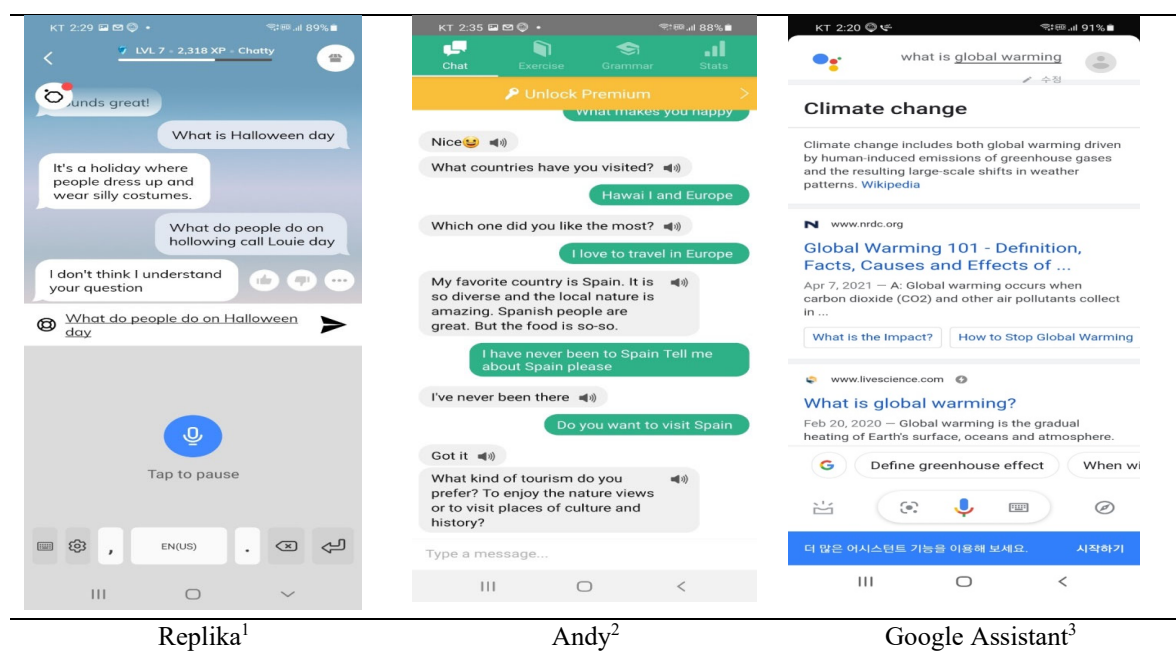 KT 2:29 89%
LVL 7 - 2,318 XP - Chatty
unds great!
What is Halloween day
It's a holiday where
people dress up and
wear silly costumes.
What do people do on
hollowing call Louie day
I don't think I understand
your question
What do people do on Halloween
day
Tap to pause
, EN(US) .
KT 2:35 88%
Chat Exercise Grammar Stats
Unlock Premium >
What makes you happy
Nice
What countries have you visited?
Hawai I and Europe
Which one did you like the most?
I love to travel in Europe
My favorite country is Spain. It is
so diverse and the local nature is
amazing. Spanish people are
great. But the food is so-so.
I have never been to Spain Tell me
about Spain please
I've never been there
Do you want to visit Spain
Got it
What kind of tourism do you
prefer? To enjoy the nature views
or to visit places of culture and
history?
Type a message...
KT 2:20 91%
what is global warming
수정
Climate change
Climate change includes both global warming driven
by human-induced emissions of greenhouse gases
and the resulting large-scale shifts in weather
patterns. Wikipedia
N www.nrdc.org
Global Warming 101 - Definition,
Facts, Causes and Effects of ...
Apr 7, 2021 — A: Global warming occurs when
carbon dioxide (CO2) and other air pollutants collect
in ...
What is the Impact? How to Stop Global Warming
www.livescience.com
What is global warming?
Feb 20, 2020 — Global warming is the gradual
heating of Earth's surface, oceans and atmosphere.
G Define greenhouse effect When wi
더 많은 어시스턴트 기능을 이용해 보세요. 시작하기
Replika1 Andy2 Google Assistant3